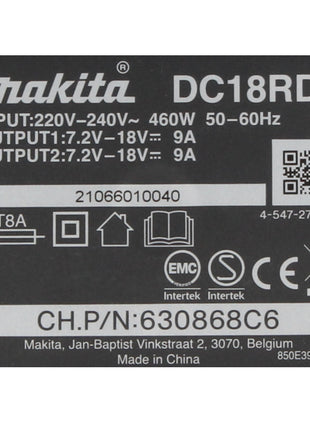 makita® DC18RD
PUT:220V-240V~ 460W 50-60Hz
UTPUT1:7.2V-18V⎓ 9A
UTPUT2:7.2V-18V⎓ 9A
21066010040
T8A
4-547-27
EMC S
Intertek Intertek
CH.P/N:630868C6
Makita, Jan-Baptist Vinkstraat 2, 3070, Belgium
Made in China 850E39